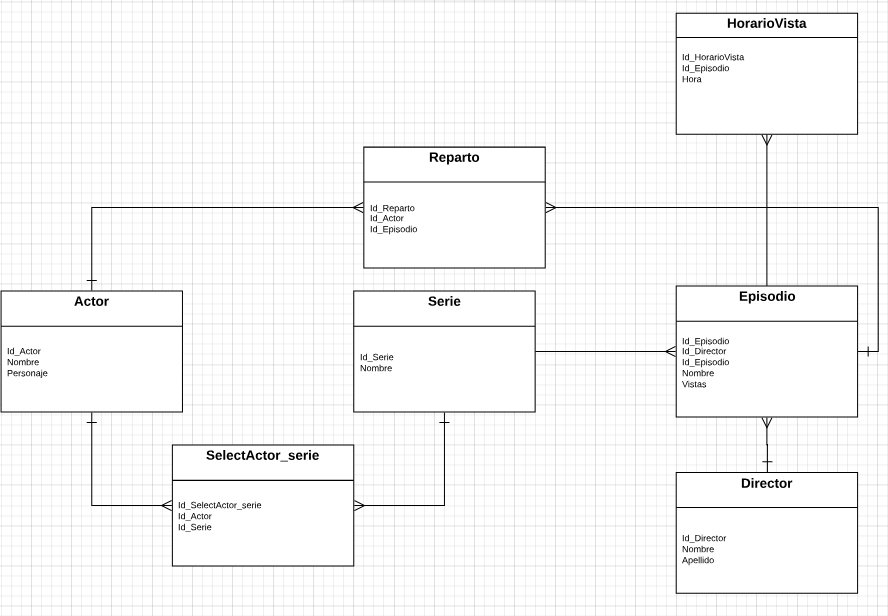 HorarioVista
Id_HorarioVista
Id_Episodio
Hora
Reparto
Id_Reparto
Id_Actor
Id_Episodio
Actor
Id_Actor
Nombre
Personaje
Serie
Id_Serie
Nombre
Episodio
Id_Episodio
Id_Director
Id_Episodio
Nombre
Vistas
SelectActor_serie
Id_SelectActor_serie
Id_Actor
Id_Serie
Director
Id_Director
Nombre
Apellido